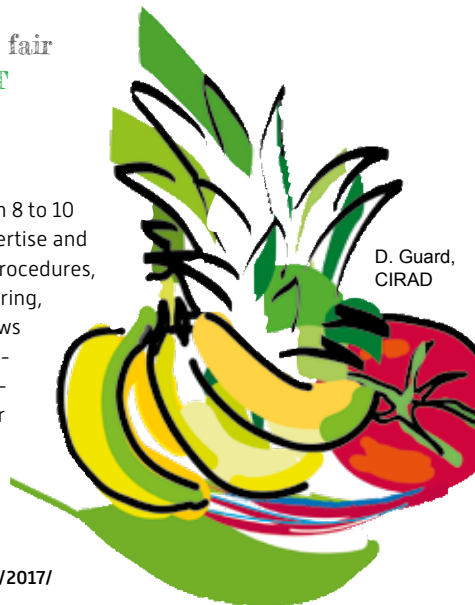 fair
T
8 to 10
ertise and
rocedures,
ring,
ws
-
-
r
/2017/
D. Guard,
CIRAD